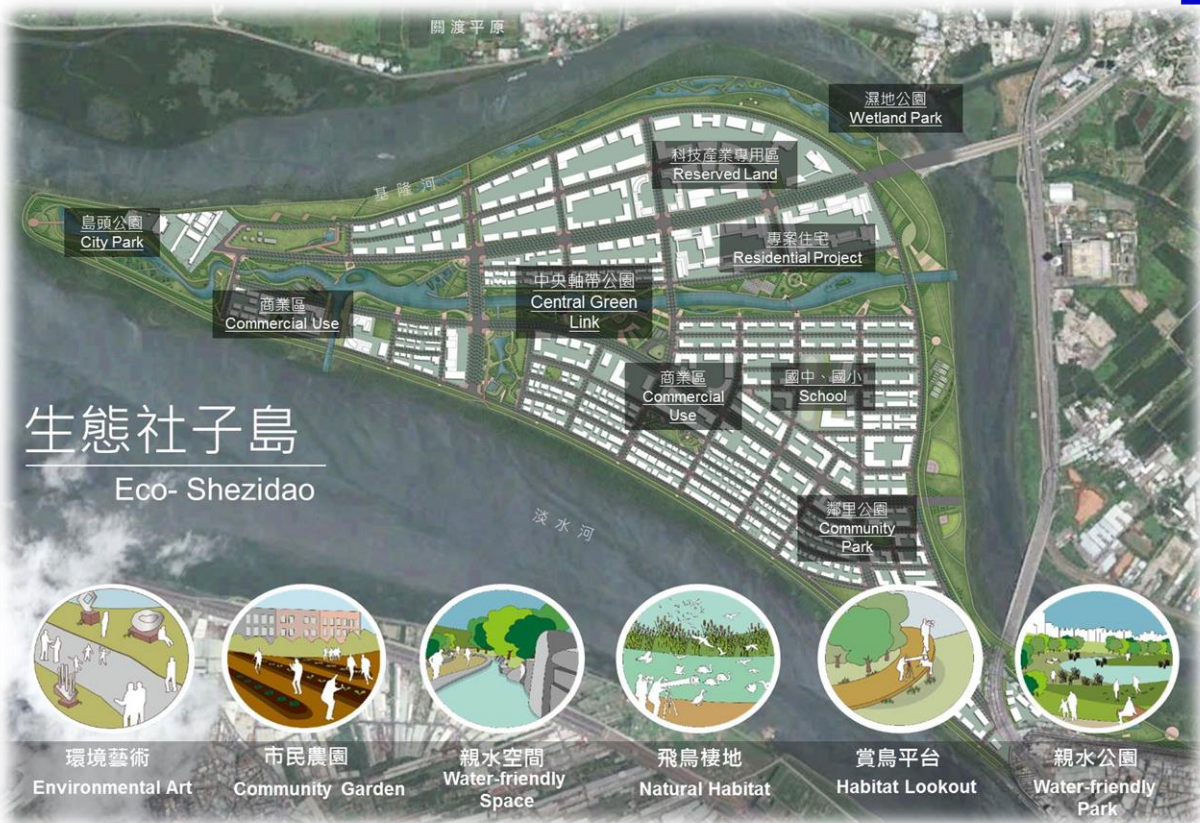 關渡平原
濕地公園
Wetland Park
科技產業專用區
Reserved Land
基隆河
島頭公園
City Park
專案住宅
Residential Project
中央軸帶公園
Central Green
Link
商業區
Commercial Use
商業區
Commercial
Use
國中、國小
School
生態社子島
Eco- Shezidao
鄰里公園
Community
Park
淡水河
環境藝術
Environmental Art
市民農園
Community Garden
親水空間
Water-friendly
Space
飛鳥棲地
Natural Habitat
賞鳥平台
Habitat Lookout
親水公園
Water-friendly
Park